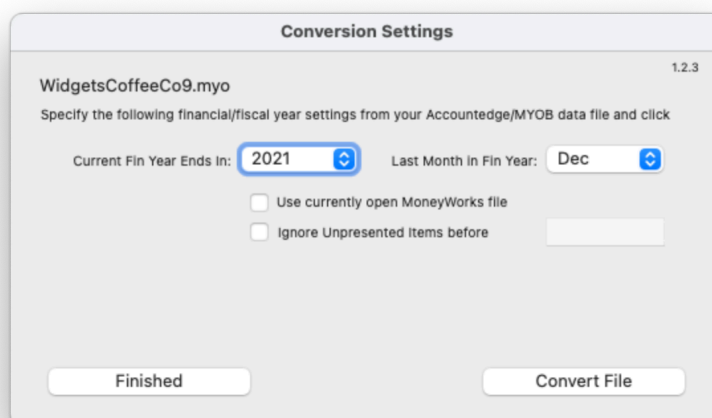 Conversion Settings
1.2.3
WidgetsCoffeeCo9.myo
Specify the following financial/fiscal year settings from your Accountedge/MYOB data file and click
Current Fin Year Ends In: 2021 Last Month in Fin Year: Dec
Use currently open MoneyWorks file
Ignore Unpresented Items before
Finished Convert File